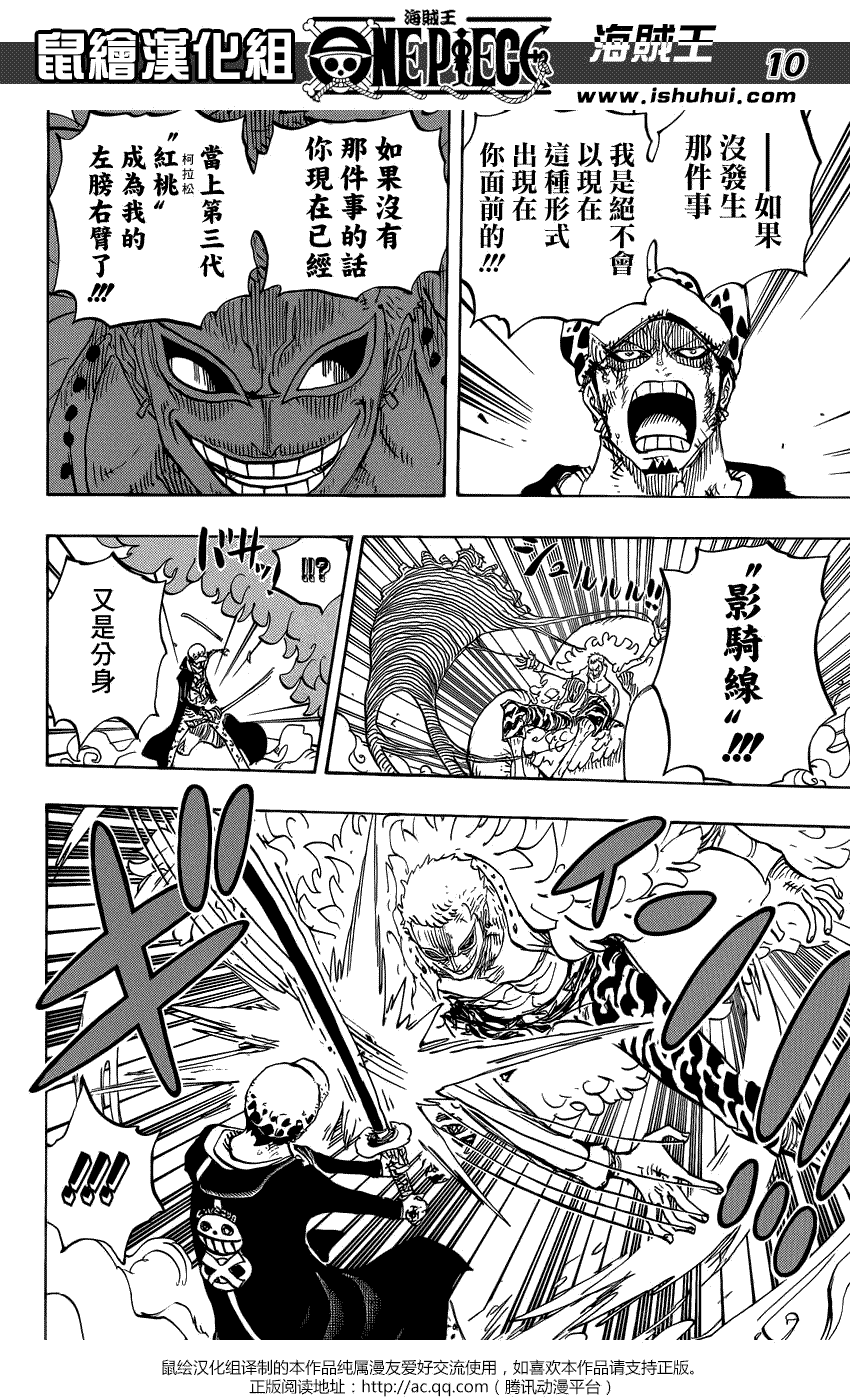 鼠繪漢化組
海賊王
ONE PIECE
海賊王
10
www.ishuhui.com
——如果
沒發生
那件事
我是絕不會
以現在
這種形式
出現在
你面前的!!!
如果沒有
那件事的話
你現在已經
當上第三代
“紅桃”
柯拉松
成為我的
左膀右臂了!!!
“影騎線”!!!
シュルルルル!!
!!?
バサッ
又是分身
ギイイン
!!!
鼠绘汉化组译制的本作品纯属漫友爱好交流使用，如喜欢本作品请支持正版。
正版阅读地址：http://ac.qq.com（腾讯动漫平台）